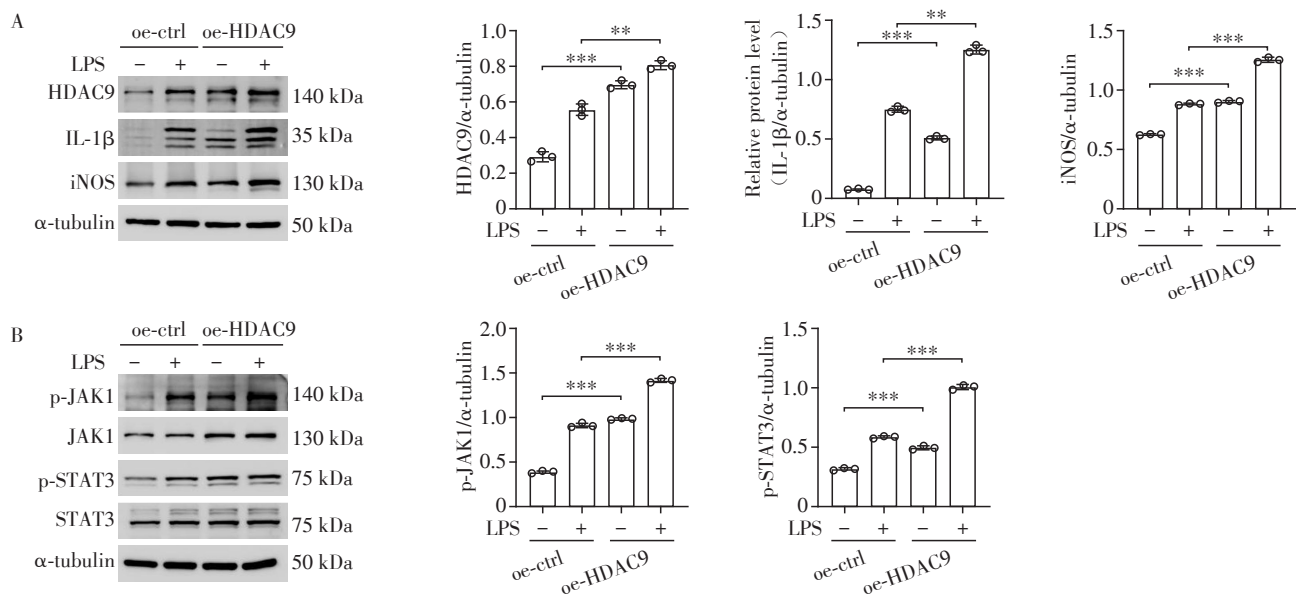 A
oe-ctrl oe-HDAC9
LPS − + − +
HDAC9 140 kDa
IL-1β 35 kDa
iNOS 130 kDa
α-tubulin 50 kDa
HDAC9/α-tubulin
1.0
0.8
0.6
0.4
0.2
0
***
**
LPS − + − +
oe-ctrl
oe-HDAC9
Relative protein level
(IL-1β/α-tubulin)
1.5
1.0
0.5
0
***
**
LPS − + − +
oe-ctrl
oe-HDAC9
iNOS/α-tubulin
1.5
1.0
0.5
0
***
***
LPS − + − +
oe-ctrl
oe-HDAC9
B
oe-ctrl oe-HDAC9
LPS − + − +
p-JAK1 140 kDa
JAK1 130 kDa
p-STAT3 75 kDa
STAT3 75 kDa
α-tubulin 50 kDa
p-JAK1/α-tubulin
2.0
1.5
1.0
0.5
0
***
***
LPS − + − +
oe-ctrl
oe-HDAC9
p-STAT3/α-tubulin
1.5
1.0
0.5
0
***
***
LPS − + − +
oe-ctrl
oe-HDAC9